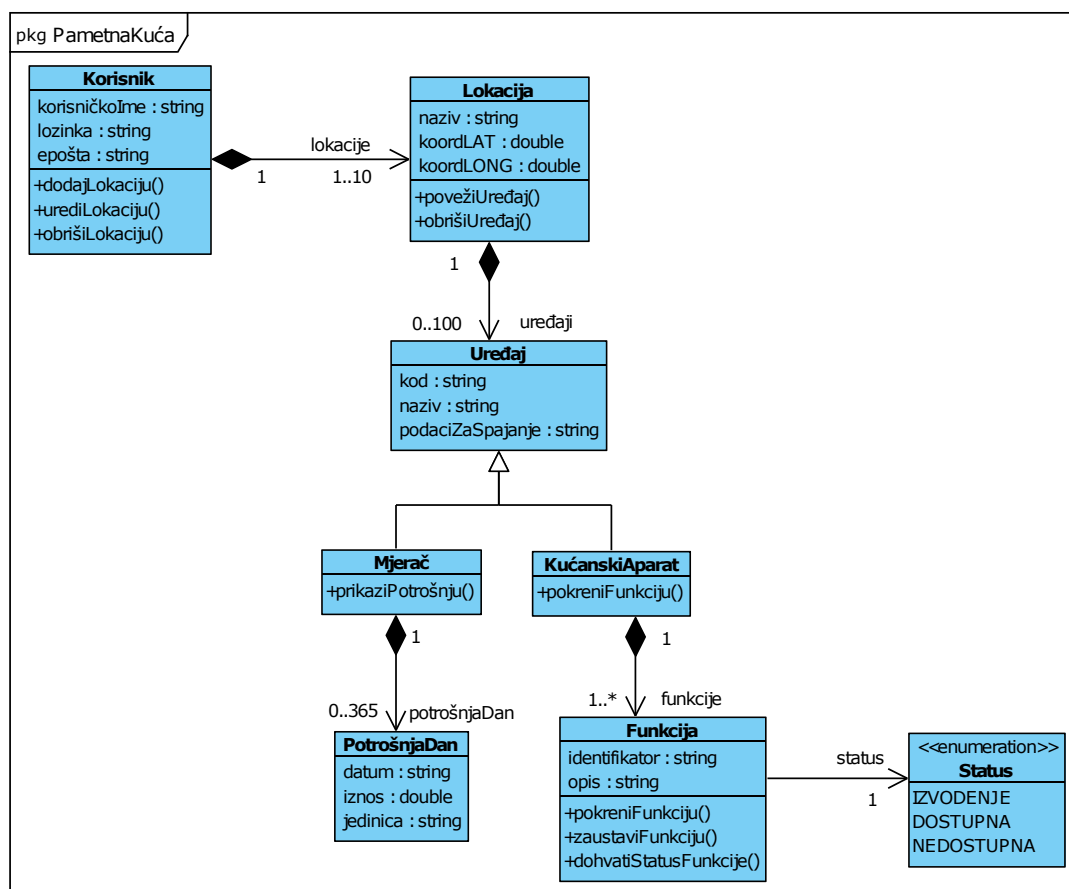 pkg PametnaKuća
Korisnik
korisničkoIme : string
lozinka : string
epošta : string
+dodajLokaciju()
+urediLokaciju()
+obrišiLokaciju()
lokacije
1
1..10
Lokacija
naziv : string
koordLAT : double
koordLONG : double
+povežiUređaj()
+obrišiUređaj()
1
0..100
uređaji
Uređaj
kod : string
naziv : string
podaciZaSpajanje : string
Mjerač
+prikaziPotrošnju()
KućanskiAparat
+pokreniFunkciju()
1
1
0..365
potrošnjaDan
1..*
funkcije
PotrošnjaDan
datum : string
iznos : double
jedinica : string
Funkcija
identifikator : string
opis : string
+pokreniFunkciju()
+zaustaviFunkciju()
+dohvatiStatusFunkcije()
status
1
<<enumeration>>
Status
IZVOĐENJE
DOSTUPNA
NEDOSTUPNA